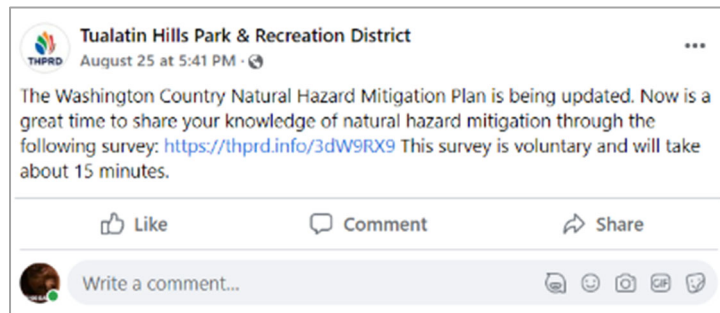 Tualatin Hills Park & Recreation District
THPRD
August 25 at 5:41 PM ·
The Washington Country Natural Hazard Mitigation Plan is being updated. Now is a
great time to share your knowledge of natural hazard mitigation through the
following survey: https://thprd.info/3dW9RX9 This survey is voluntary and will take
about 15 minutes.
Like
Comment
Share
Write a comment...
GIF